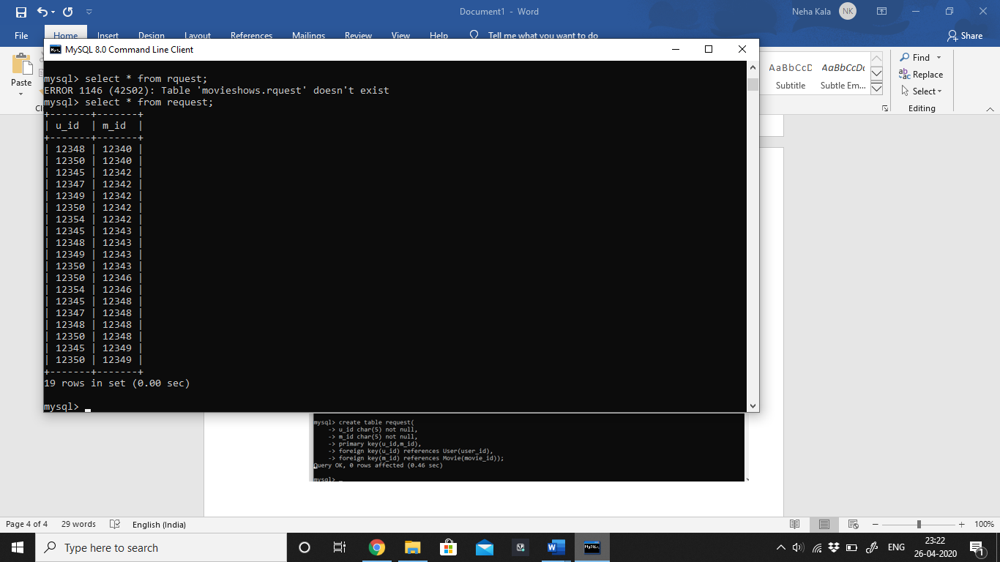 Document1 - Word
Neha Kala
NK
File Home Insert Design Layout References Mailings Review View Help Tell me what you want to do
Share
MySQL 8.0 Command Line Client
Paste
AaBbCcD AaBbCcDc
Subtitle Subtle Em...
Find
Replace
Select
Editing
mysql> select * from rquest;
ERROR 1146 (42S02): Table 'movieshows.rquest' doesn't exist
mysql> select * from request;
+-------+-------+
| u_id | m_id |
+-------+-------+
| 12348 | 12340 |
| 12350 | 12340 |
| 12345 | 12342 |
| 12347 | 12342 |
| 12349 | 12342 |
| 12350 | 12342 |
| 12354 | 12342 |
| 12345 | 12343 |
| 12348 | 12343 |
| 12349 | 12343 |
| 12350 | 12343 |
| 12350 | 12346 |
| 12354 | 12346 |
| 12345 | 12348 |
| 12347 | 12348 |
| 12348 | 12348 |
| 12350 | 12348 |
| 12345 | 12349 |
| 12350 | 12349 |
+-------+-------+
19 rows in set (0.00 sec)
mysql>
mysql> create table request(
-> u_id char(5) not null,
-> m_id char(5) not null,
-> primary key(u_id,m_id),
-> foreign key(u_id) references User(user_id),
-> foreign key(m_id) references Movie(movie_id));
Query OK, 0 rows affected (0.46 sec)
mysql> _
Page 4 of 4 29 words English (India)
100%
Type here to search
ENG
23:22
26-04-2020
1